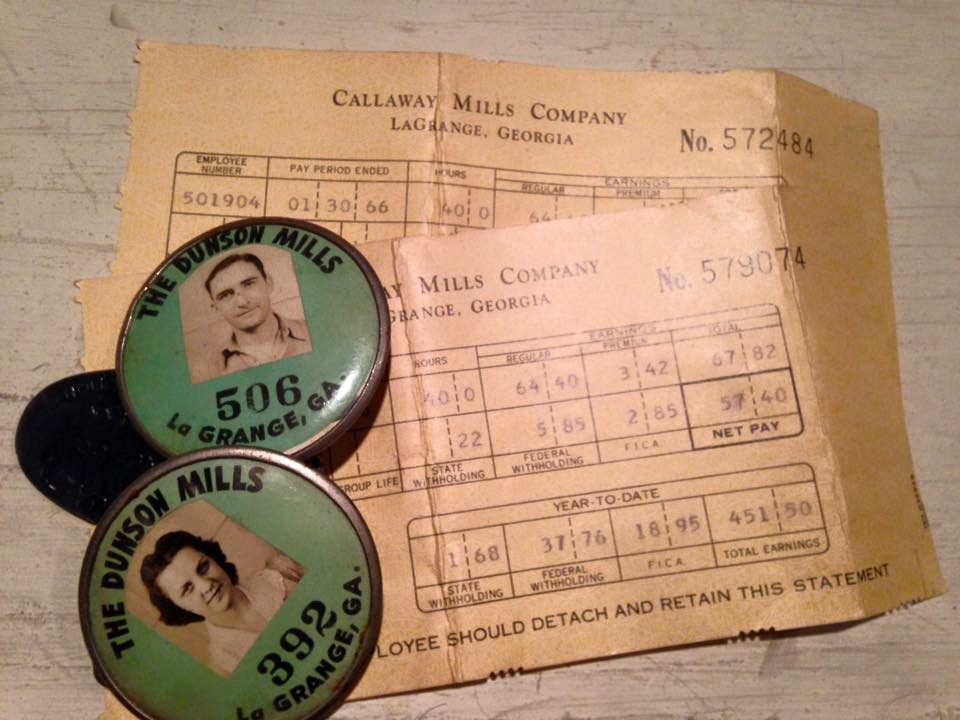 CALLAWAY MILLS COMPANY
LAGRANGE, GEORGIA
No. 572484
EMPLOYEE NUMBER
PAY PERIOD ENDED
HOURS
EARNINGS
REGULAR
PREMIUM
501904
01 30 66
40 0
64
THE DUNSON MILLS
506
La GRANGE, GA.
MILLS COMPANY
GRANGE, GEORGIA
No. 579074
HOURS
EARNINGS
REGULAR
PREMIUM
TOTAL
40 0
64 40
3 42
67 82
22
5 85
2 85
57 40
GROUP LIFE
STATE WITHHOLDING
FEDERAL WITHHOLDING
F.I.C.A.
NET PAY
YEAR-TO-DATE
1 68
37 76
18 95
451 50
STATE WITHHOLDING
FEDERAL WITHHOLDING
F.I.C.A.
TOTAL EARNINGS
LOYEE SHOULD DETACH AND RETAIN THIS STATEMENT
THE DUNSON MILLS
392
La GRANGE, GA.